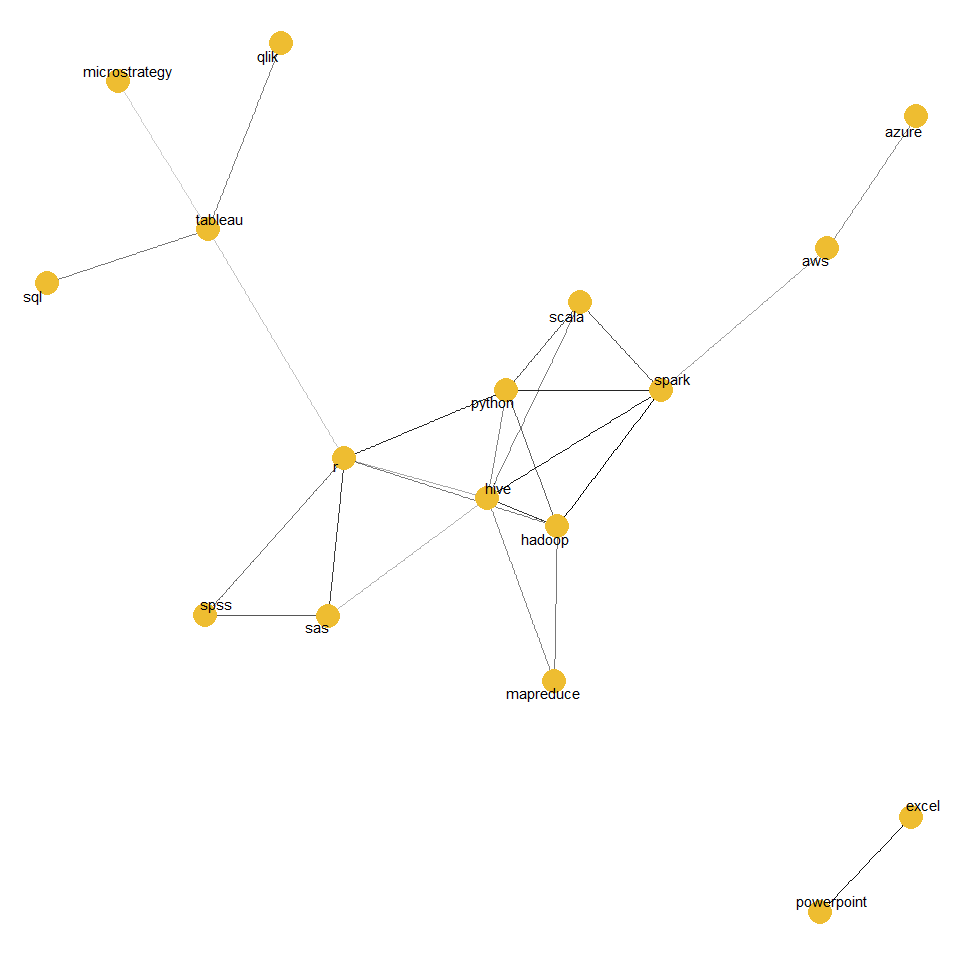 qlik
microstrategy
azure
tableau
aws
sql
scala
spark
python
r
hive
hadoop
spss
sas
mapreduce
excel
powerpoint